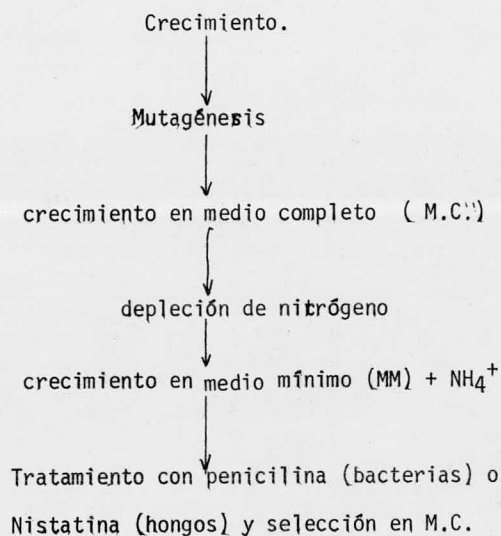 Crecimiento.
Mutagénesis
crecimiento en medio completo ( M.C.)
depleción de nitrógeno
crecimiento en medio mínimo (MM) + NH4+
Tratamiento con penicilina (bacterias) o
Nistatina (hongos) y selección en M.C.